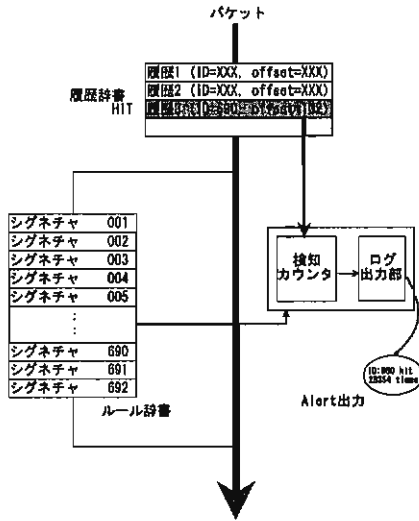 パケット
履歴1 (ID=XXX, offset=XXX)
履歴2 (ID=XXX, offset=XXX)
履歴辞書
HIT
シグネチャ 001
シグネチャ 002
シグネチャ 003
シグネチャ 004
シグネチャ 005
⋮
シグネチャ 690
シグネチャ 691
シグネチャ 692
ルール辞書
検知
カウンタ
ログ
出力部
hit
23354 times
Alert出力